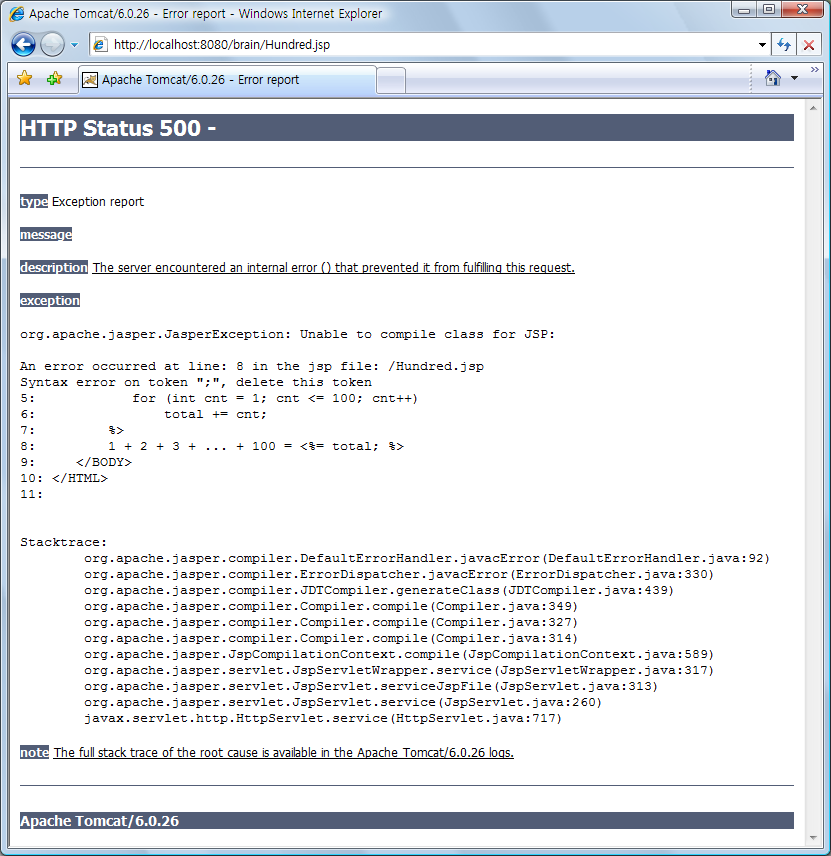 Apache Tomcat/6.0.26 - Error report - Windows Internet Explorer
http://localhost:8080/brain/Hundred.jsp
Apache Tomcat/6.0.26 - Error report
HTTP Status 500 -
type Exception report
message
description The server encountered an internal error () that prevented it from fulfilling this request.
exception
org.apache.jasper.JasperException: Unable to compile class for JSP:
An error occurred at line: 8 in the jsp file: /Hundred.jsp
Syntax error on token ";", delete this token
5:            for (int cnt = 1; cnt <= 100; cnt++)
6:                total += cnt;
7:         %>
8:         1 + 2 + 3 + ... + 100 = <%= total; %>
9:     </BODY>
10: </HTML>
11:
Stacktrace:
org.apache.jasper.compiler.DefaultErrorHandler.javacError(DefaultErrorHandler.java:92)
org.apache.jasper.compiler.ErrorDispatcher.javacError(ErrorDispatcher.java:330)
org.apache.jasper.compiler.JDTCompiler.generateClass(JDTCompiler.java:439)
org.apache.jasper.compiler.Compiler.compile(Compiler.java:349)
org.apache.jasper.compiler.Compiler.compile(Compiler.java:327)
org.apache.jasper.compiler.Compiler.compile(Compiler.java:314)
org.apache.jasper.JspCompilationContext.compile(JspCompilationContext.java:589)
org.apache.jasper.servlet.JspServletWrapper.service(JspServletWrapper.java:317)
org.apache.jasper.servlet.JspServlet.serviceJspFile(JspServlet.java:313)
org.apache.jasper.servlet.JspServlet.service(JspServlet.java:260)
javax.servlet.http.HttpServlet.service(HttpServlet.java:717)
note The full stack trace of the root cause is available in the Apache Tomcat/6.0.26 logs.
Apache Tomcat/6.0.26